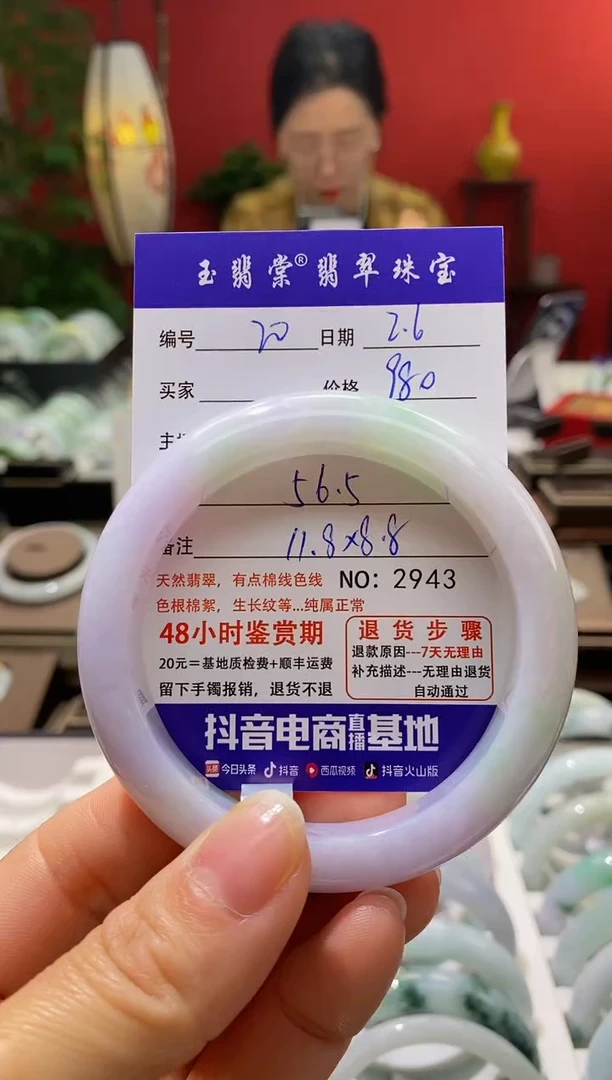 玉翡棠®翡翠珠宝
编号 20 日期 2.6
买家 价格 980
主
56.5
备注 11.8×8.8
天然翡翠，有点棉线色线 NO: 2943
色根棉絮，生长纹等...纯属正常
48小时鉴赏期
20元=基地质检费+顺丰运费
留下手镯报销，退货不退
退货步骤
退款原因---7天无理由
补充描述---无理由退货
自动通过
抖音电商直播基地
头条 今日头条 抖音 西瓜视频 抖音火山版